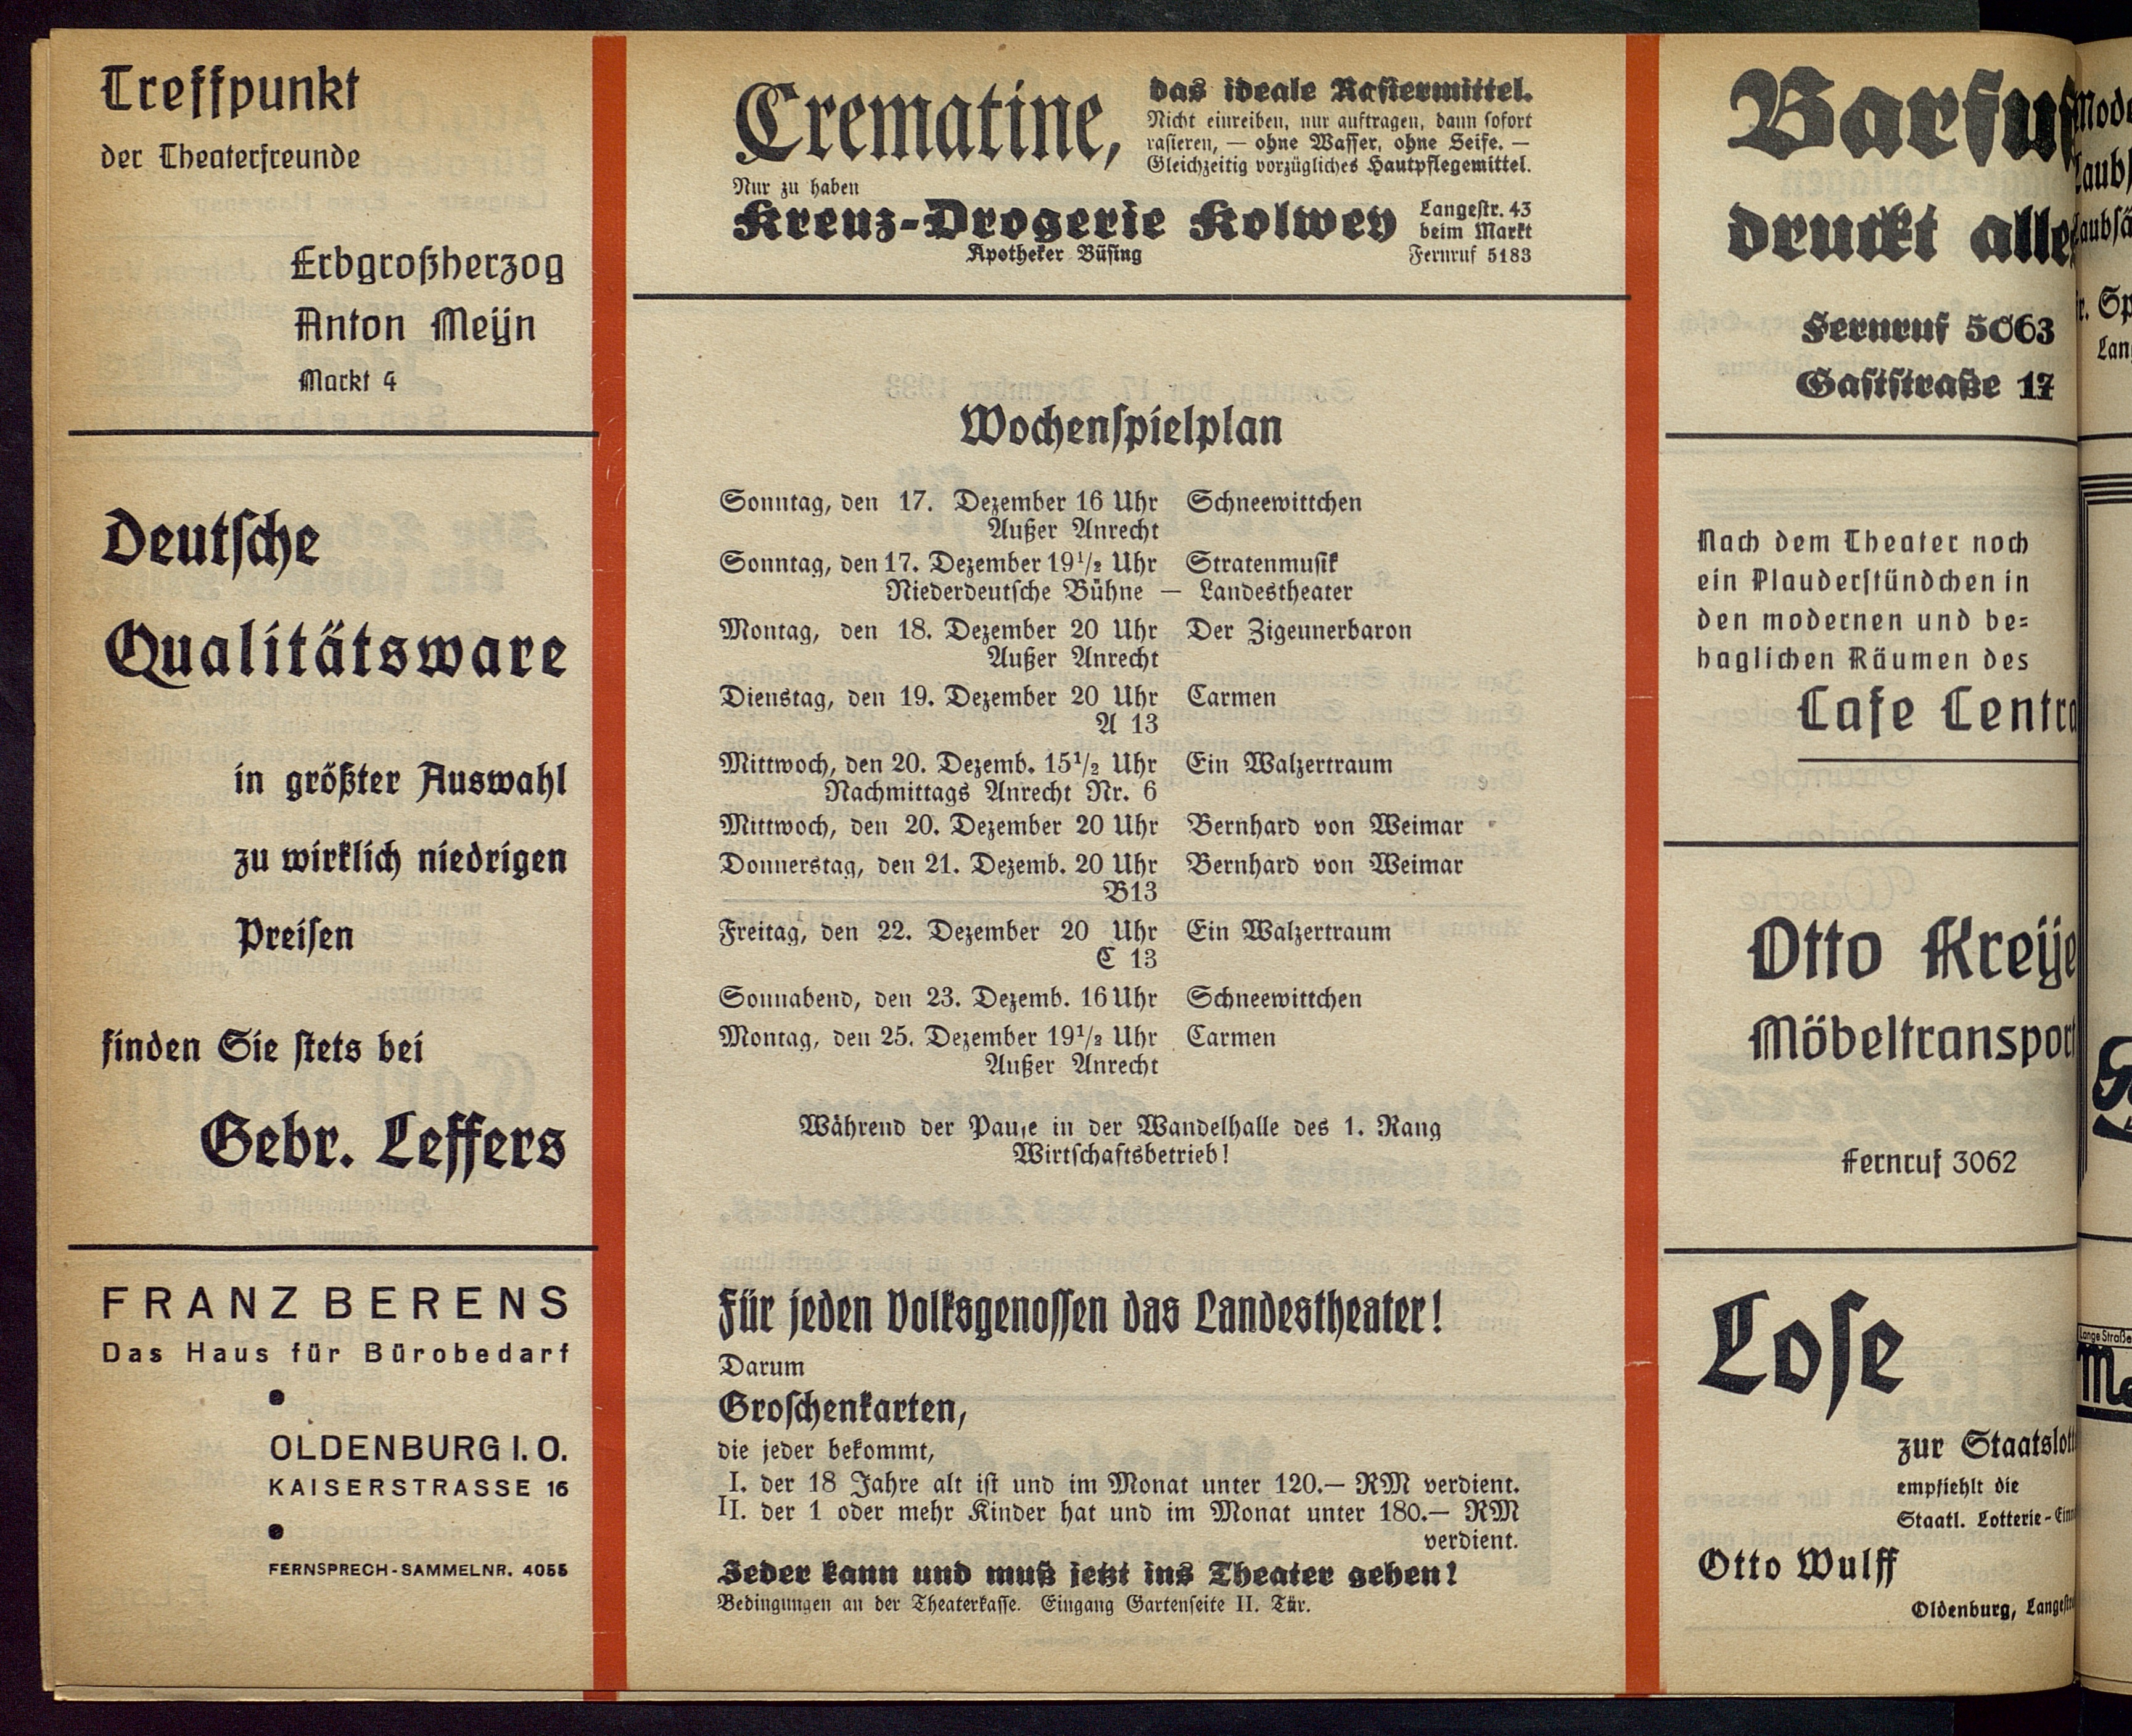 Treffpunkt
der Theaterfreunde
Erbgroßherzog
Anton Meijn
Markt 4
Deutsche
Qualitätsware
in größter Auswahl
zu wirklich niedrigen
Preisen
finden Sie stets bei
Gebr. Leffers
FRANZ BERENS
Das Haus für Bürobedarf
OLDENBURG I. O.
KAISERSTRASSE 16
FERNSPRECH-SAMMELNR. 4055
Crematine,
das ideale Rasiermittel.
Nicht einreiben, nur auftragen, dann sofort
rasieren, — ohne Wasser, ohne Seife. —
Gleichzeitig vorzügliches Hautpflegemittel.
Nur zu haben
Kreuz-Drogerie Kolwey
Apotheker Büsing
Langestr. 43
beim Markt
Fernruf 5183
Wochenspielplan
Sonntag, den 17. Dezember 16 Uhr Schneewittchen
Außer Anrecht
Sonntag, den 17. Dezember 19½ Uhr Stratenmusik
Niederdeutsche Bühne — Landestheater
Montag, den 18. Dezember 20 Uhr Der Zigeunerbaron
Außer Anrecht
Dienstag, den 19. Dezember 20 Uhr Carmen
A 13
Mittwoch, den 20. Dezemb. 15½ Uhr Ein Walzertraum
Nachmittags Anrecht Nr. 6
Mittwoch, den 20. Dezember 20 Uhr Bernhard von Weimar
Donnerstag, den 21. Dezemb. 20 Uhr Bernhard von Weimar
B13
Freitag, den 22. Dezember 20 Uhr Ein Walzertraum
C 13
Sonnabend, den 23. Dezemb. 16 Uhr Schneewittchen
Montag, den 25. Dezember 19½ Uhr Carmen
Außer Anrecht
Während der Pause in der Wandelhalle des 1. Rang
Wirtschaftsbetrieb!
Für jeden Volksgenossen das Landestheater!
Darum
Groschenkarten,
die jeder bekommt,
I. der 18 Jahre alt ist und im Monat unter 120.— RM verdient.
II. der 1 oder mehr Kinder hat und im Monat unter 180.— RM
verdient.
Jeder kann und muß jetzt ins Theater gehen!
Bedingungen an der Theaterkasse. Eingang Gartenseite II. Tür.
druckt
Fernruf 5063
Gaststraße 17
Nach dem Theater noch
ein Plauderstündchen in
den modernen und be=
haglichen Räumen des
Cafe
Otto
Fernruf 3062
Lose
zur
empfiehlt die
Staatl. Lotterie-
Otto Wulff
Oldenburg,